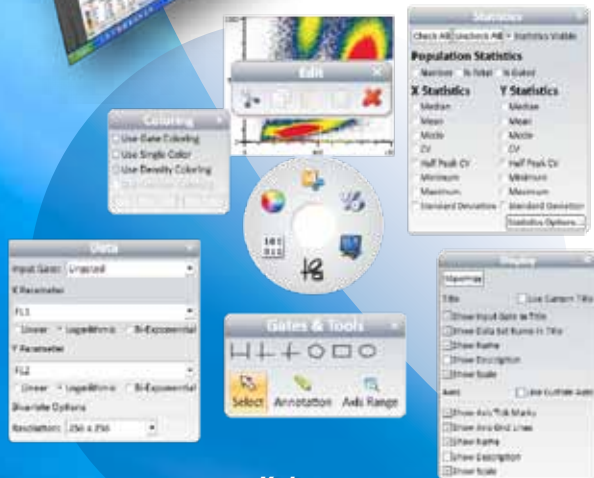 Edit
Statistics
Check All Uncheck All Statistics Visible
Population Statistics
Number % Total % Gated
X Statistics Y Statistics
Median Median
Mean Mean
Mode Mode
CV CV
Half Peak CV Half Peak CV
Minimum Minimum
Maximum Maximum
Standard Deviation Standard Deviation
Statistics Options...
Coloring
Use Gate Coloring
Use Single Color
Use Density Coloring
Data
Input Gate: Ungated
X Parameter
FL1
Linear Logarithmic Bi-Exponential
Y Parameter
FL2
Linear Logarithmic Bi-Exponential
Bivariate Options
Resolution: 256 x 256
Gates & Tools
Select Annotation Axis Range
Display
Title Use Custom Title
Show Input Gate in Title
Show Data Set Name in Title
Show Name
Show Description
Show Scale
Axes Use Custom Axes
Show Axis Tick Marks
Show Axis Grid Lines
Show Name
Show Description
Show Scale